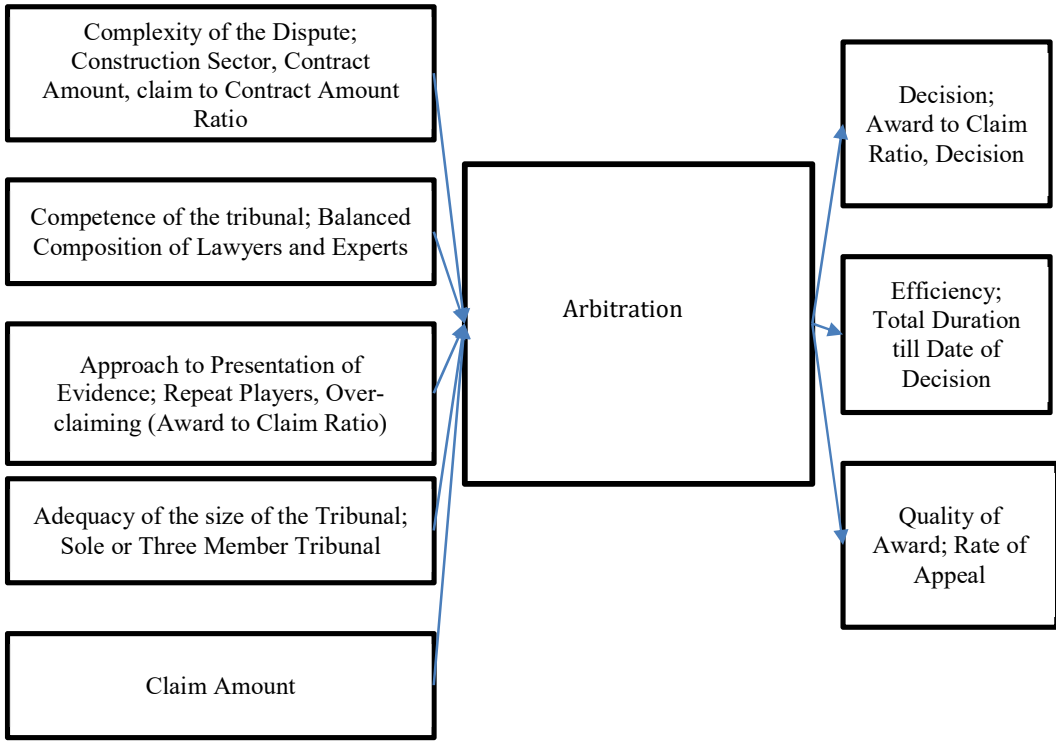 Complexity of the Dispute;
Construction Sector, Contract
Amount, claim to Contract Amount
Ratio
Competence of the tribunal; Balanced
Composition of Lawyers and Experts
Approach to Presentation of
Evidence; Repeat Players, Over-
claiming (Award to Claim Ratio)
Adequacy of the size of the Tribunal;
Sole or Three Member Tribunal
Claim Amount
Arbitration
Decision;
Award to Claim
Ratio, Decision
Efficiency;
Total Duration
till Date of
Decision
Quality of
Award; Rate of
Appeal